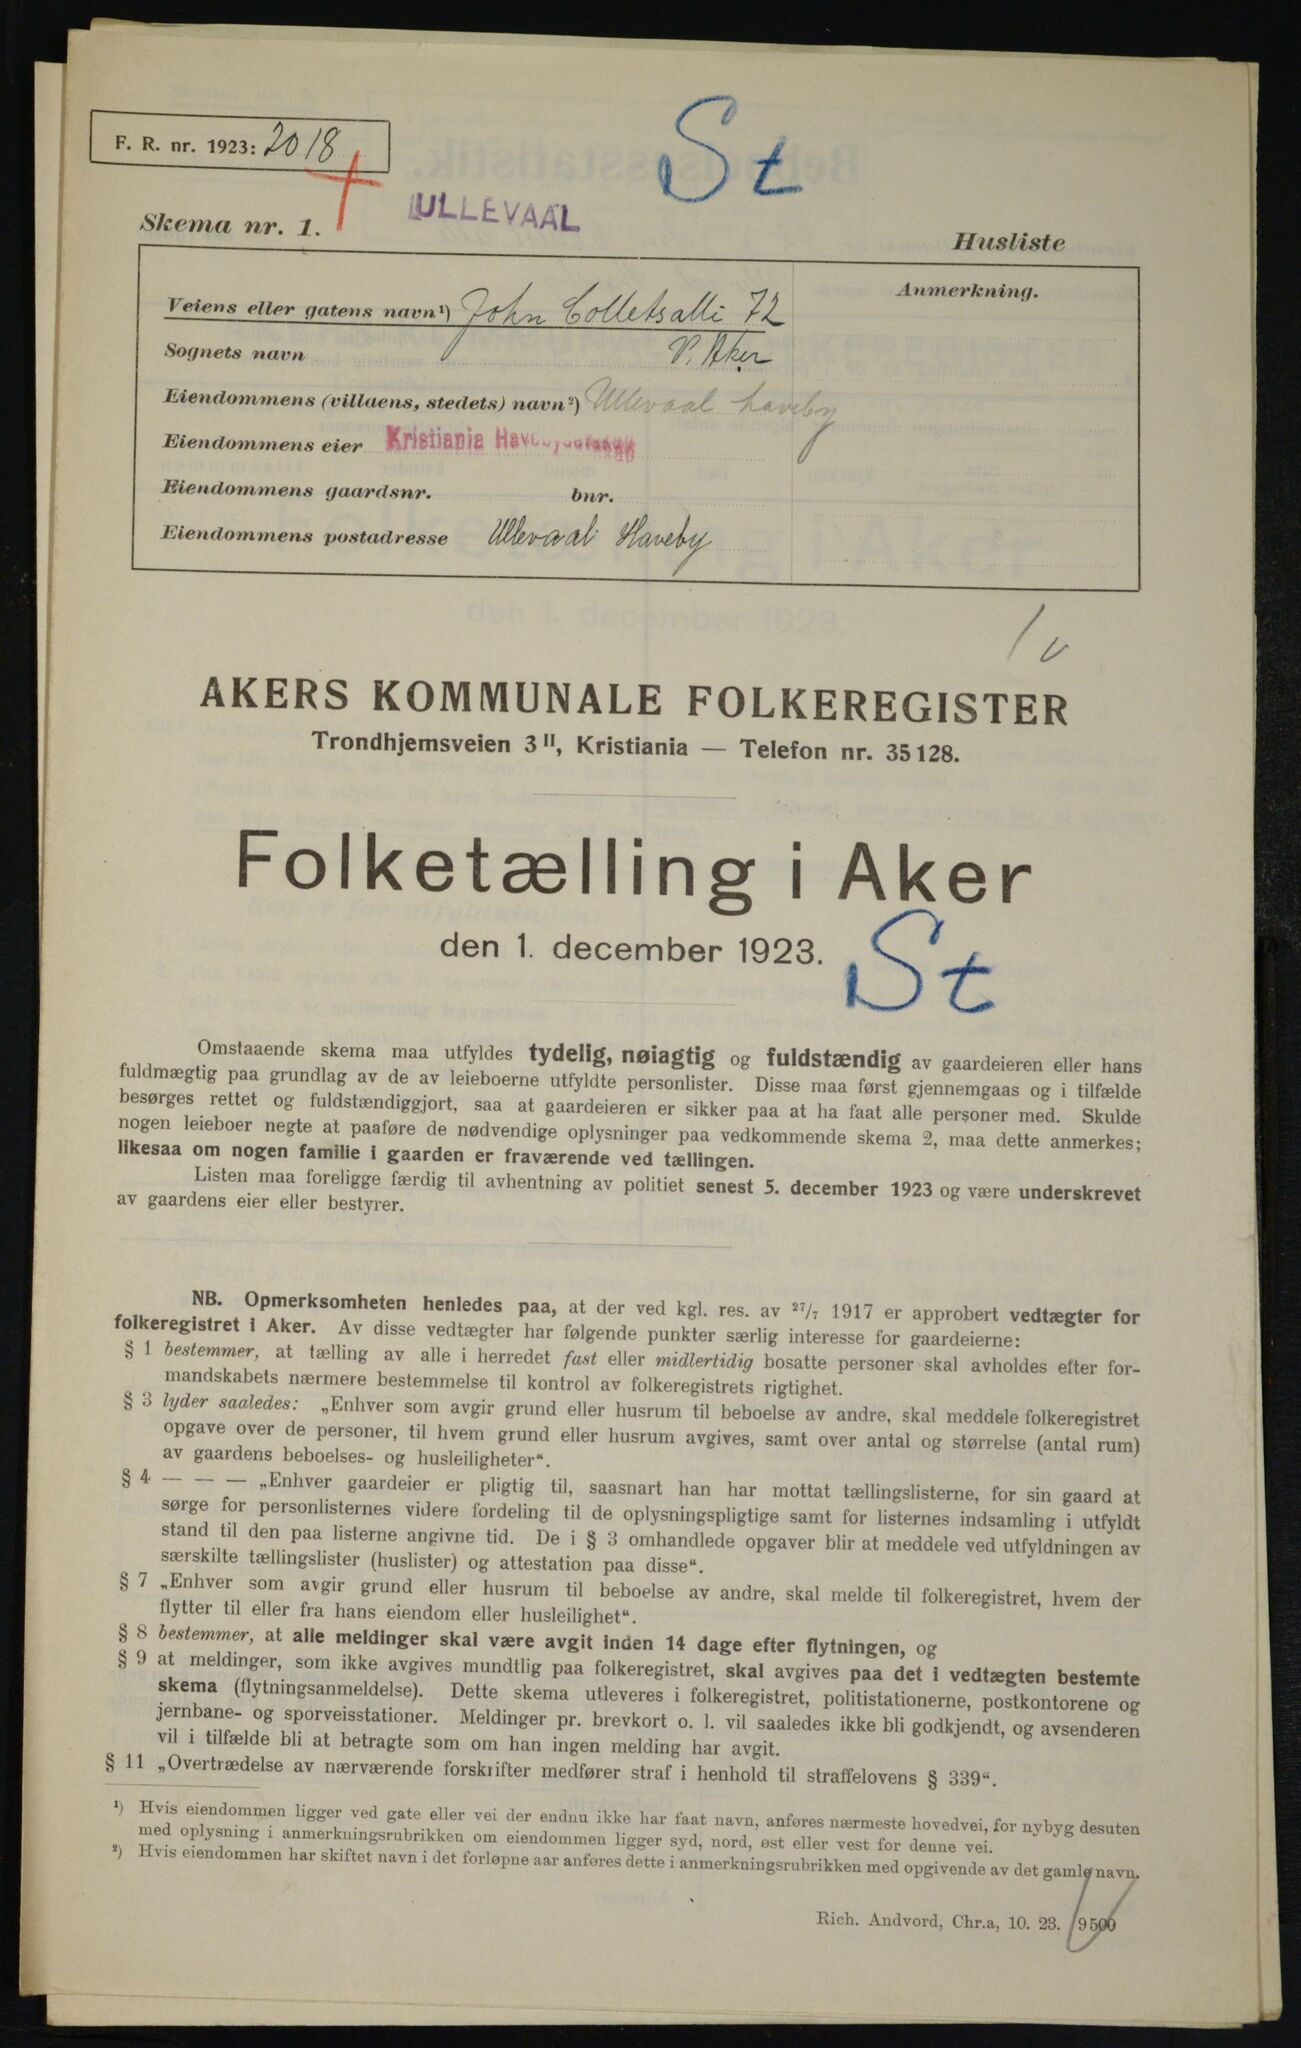 F. R. nr. 1923: 2018
St
ULLEVAAL
Skema nr. 1.
Husliste
Anmerkning.
Veiens eller gatens navn¹) John Colletsalli 72
Sognets navn V. Aker
Eiendommens (villaens, stedets) navn²) Ullevaal haveby
Eiendommens eier Kristiania
Eiendommens gaardsnr. bnr.
Eiendommens postadresse Ullevaal Haveby
AKERS KOMMUNALE FOLKEREGISTER
Trondhjemsveien 3 II, Kristiania — Telefon nr. 35 128.
Folketælling i Aker
den 1. december 1923.
St
Omstaaende skema maa utfyldes tydelig, nøiagtig og fuldstændig av gaardeieren eller hans
fuldmægtig paa grundlag av de av leieboerne utfyldte personlister. Disse maa først gjennemgaas og i tilfælde
besørges rettet og fuldstændiggjort, saa at gaardeieren er sikker paa at ha faat alle personer med. Skulde
nogen leieboer negte at paaføre de nødvendige oplysninger paa vedkommende skema 2, maa dette anmerkes;
likesaa om nogen familie i gaarden er fraværende ved tællingen.
Listen maa foreligge færdig til avhentning av politiet senest 5. december 1923 og være underskrevet
av gaardens eier eller bestyrer.
NB. Opmerksomheten henledes paa, at der ved kgl. res. av 27/7 1917 er approbert vedtægter for
folkeregistret i Aker. Av disse vedtægter har følgende punkter særlig interesse for gaardeierne:
§ 1 bestemmer, at tælling av alle i herredet fast eller midlertidig bosatte personer skal avholdes efter for-
mandskabets nærmere bestemmelse til kontrol av folkeregistrets rigtighet.
§ 3 lyder saaledes: „Enhver som avgir grund eller husrum til beboelse av andre, skal meddele folkeregistret
opgave over de personer, til hvem grund eller husrum avgives, samt over antal og størrelse (antal rum)
av gaardens beboelses- og husleiligheter“.
§ 4 — — — „Enhver gaardeier er pligtig til, saasnart han har mottat tællingslisterne, for sin gaard at
sørge for personlisternes videre fordeling til de oplysningspligtige samt for listernes indsamling i utfyldt
stand til den paa listerne angivne tid. De i § 3 omhandlede opgaver blir at meddele ved utfyldningen av
særskilte tællingslister (huslister) og attestation paa disse“.
§ 7 „Enhver som avgir grund eller husrum til beboelse av andre, skal melde til folkeregistret, hvem der
flytter til eller fra hans eiendom eller husleilighet“.
§ 8 bestemmer, at alle meldinger skal være avgit inden 14 dage efter flytningen, og
§ 9 at meldinger, som ikke avgives mundtlig paa folkeregistret, skal avgives paa det i vedtægten bestemte
skema (flytningsanmeldelse). Dette skema utleveres i folkeregistret, politistationerne, postkontorene og
jernbane- og sporveisstationer. Meldinger pr. brevkort o. l. vil saaledes ikke bli godkjendt, og avsenderen
vil i tilfælde bli at betragte som om han ingen melding har avgit.
§ 11 „Overtrædelse av nærværende forskrifter medfører straf i henhold til straffelovens § 339“.
¹) Hvis eiendommen ligger ved gate eller vei der endnu ikke har faat navn, anføres nærmeste hovedvei, for nybyg desuten
med oplysning i anmerkningsrubrikken om eiendommen ligger syd, nord, øst eller vest for denne vei.
²) Hvis eiendommen har skiftet navn i det forløpne aar anføres dette i anmerkningsrubrikken med opgivende av det gamle navn.
Rich. Andvord, Chr.a, 10. 23. 9500